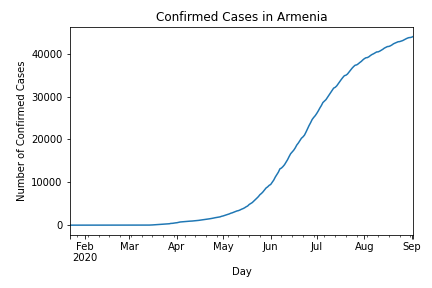 Confirmed Cases in Armenia
Number of Confirmed Cases
40000
30000
20000
10000
0
Feb Mar Apr May Jun Jul Aug Sep
2020
Day